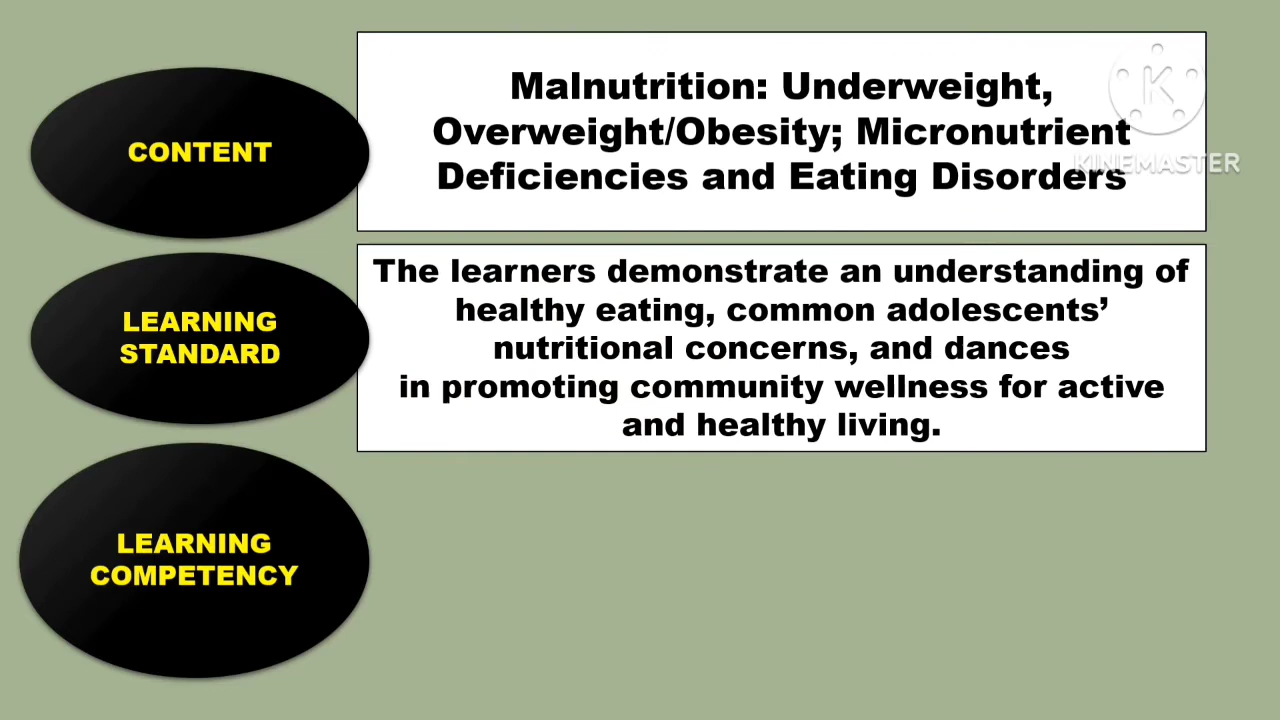 CONTENT
Malnutrition: Underweight,
Overweight/Obesity; Micronutrient
Deficiencies and Eating Disorders
K
KINEMASTER
LEARNING
STANDARD
The learners demonstrate an understanding of
healthy eating, common adolescents’
nutritional concerns, and dances
in promoting community wellness for active
and healthy living.
LEARNING
COMPETENCY